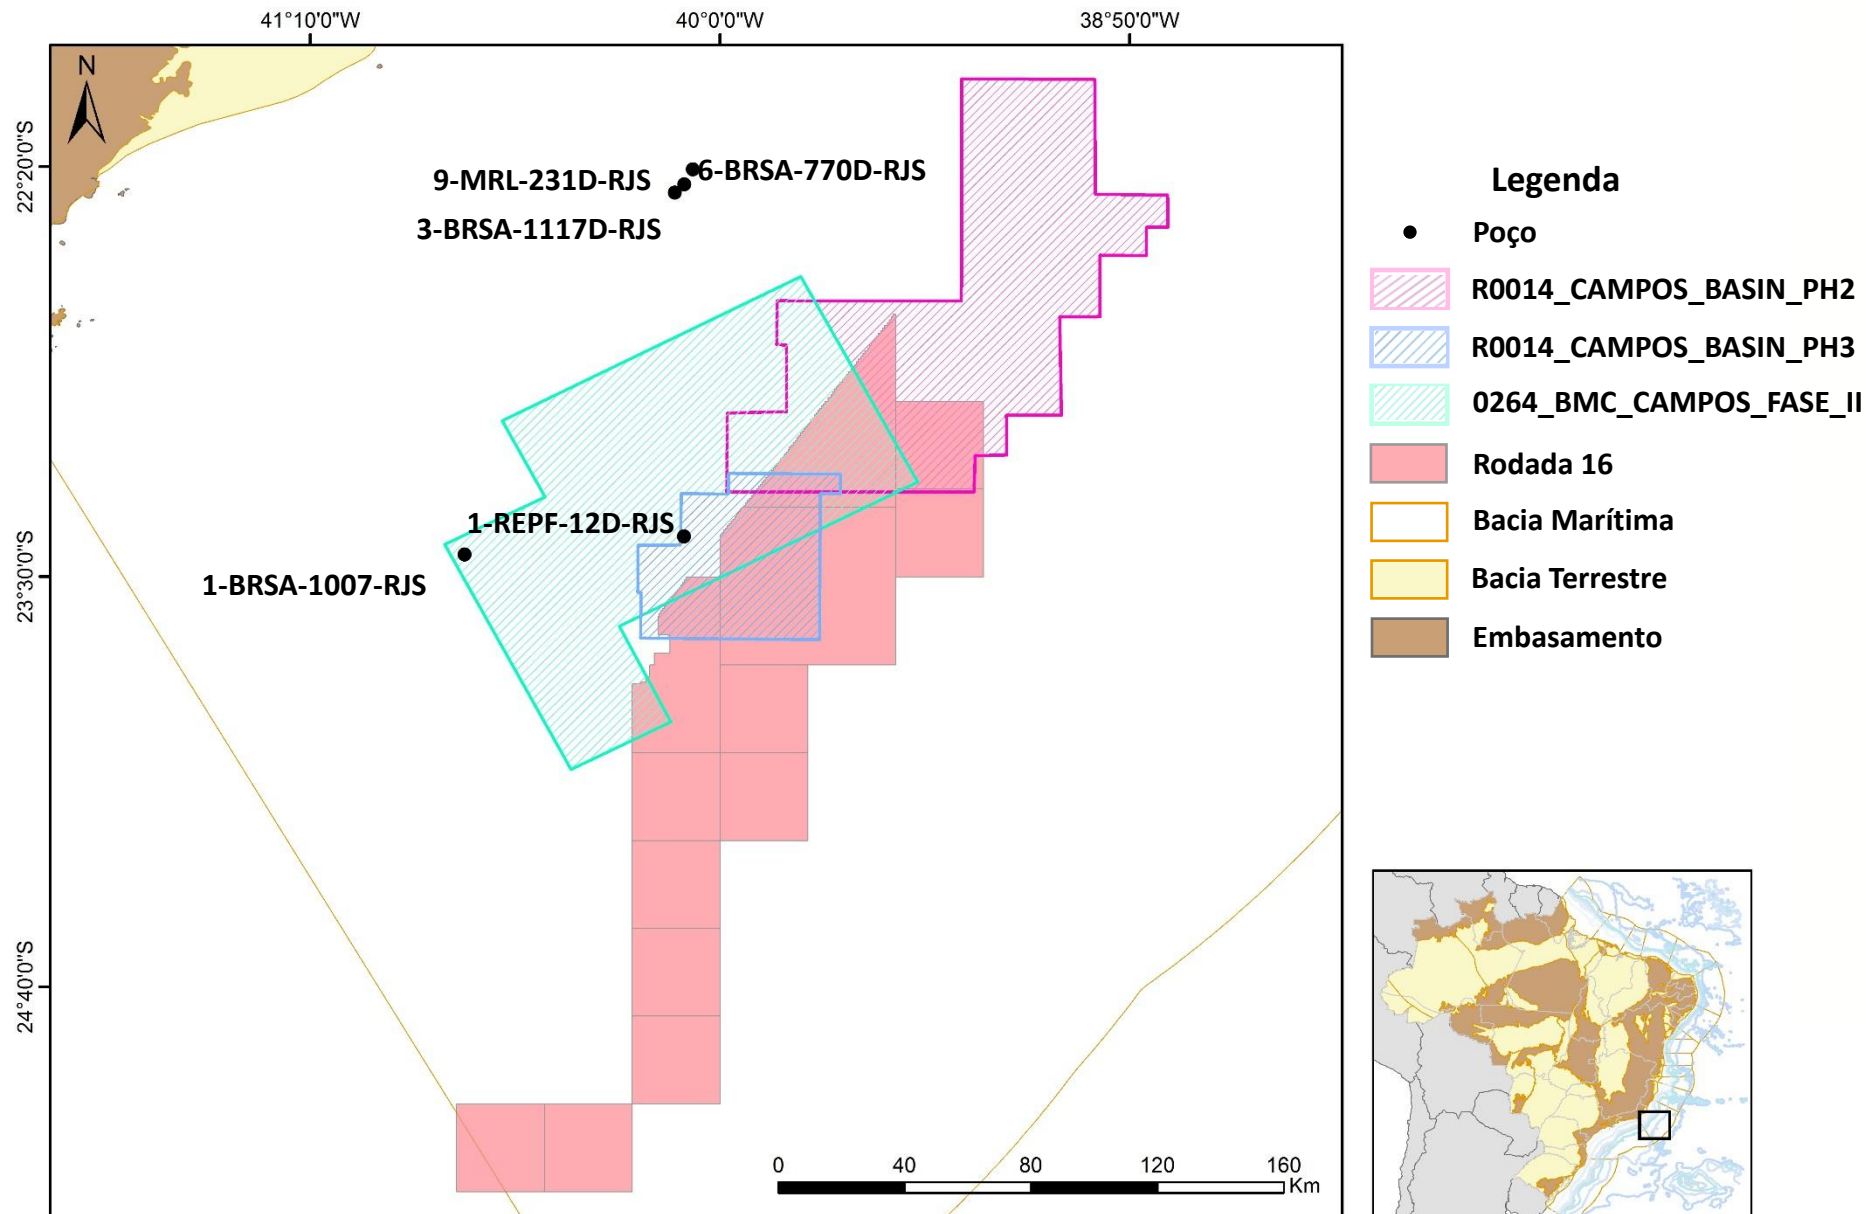 41°10'0"W
40°0'0"W
38°50'0"W
N
22°20'0"S
23°30'0"S
24°40'0"S
9-MRL-231D-RJS
6-BRSA-770D-RJS
3-BRSA-1117D-RJS
1-REPF-12D-RJS
1-BRSA-1007-RJS
0 40 80 120 160
Km
Legenda
Poço
R0014_CAMPOS_BASIN_PH2
R0014_CAMPOS_BASIN_PH3
0264_BMC_CAMPOS_FASE_II
Rodada 16
Bacia Marítima
Bacia Terrestre
Embasamento